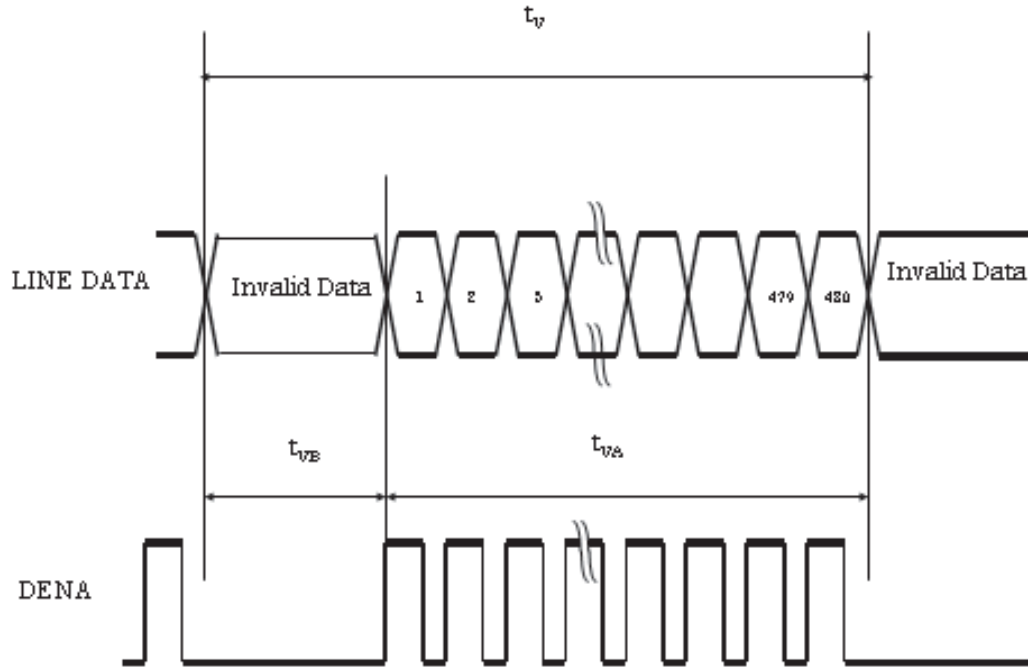 tV
LINE DATA
Invalid Data
1
2
3
479
480
Invalid Data
tVB
tVA
DENA